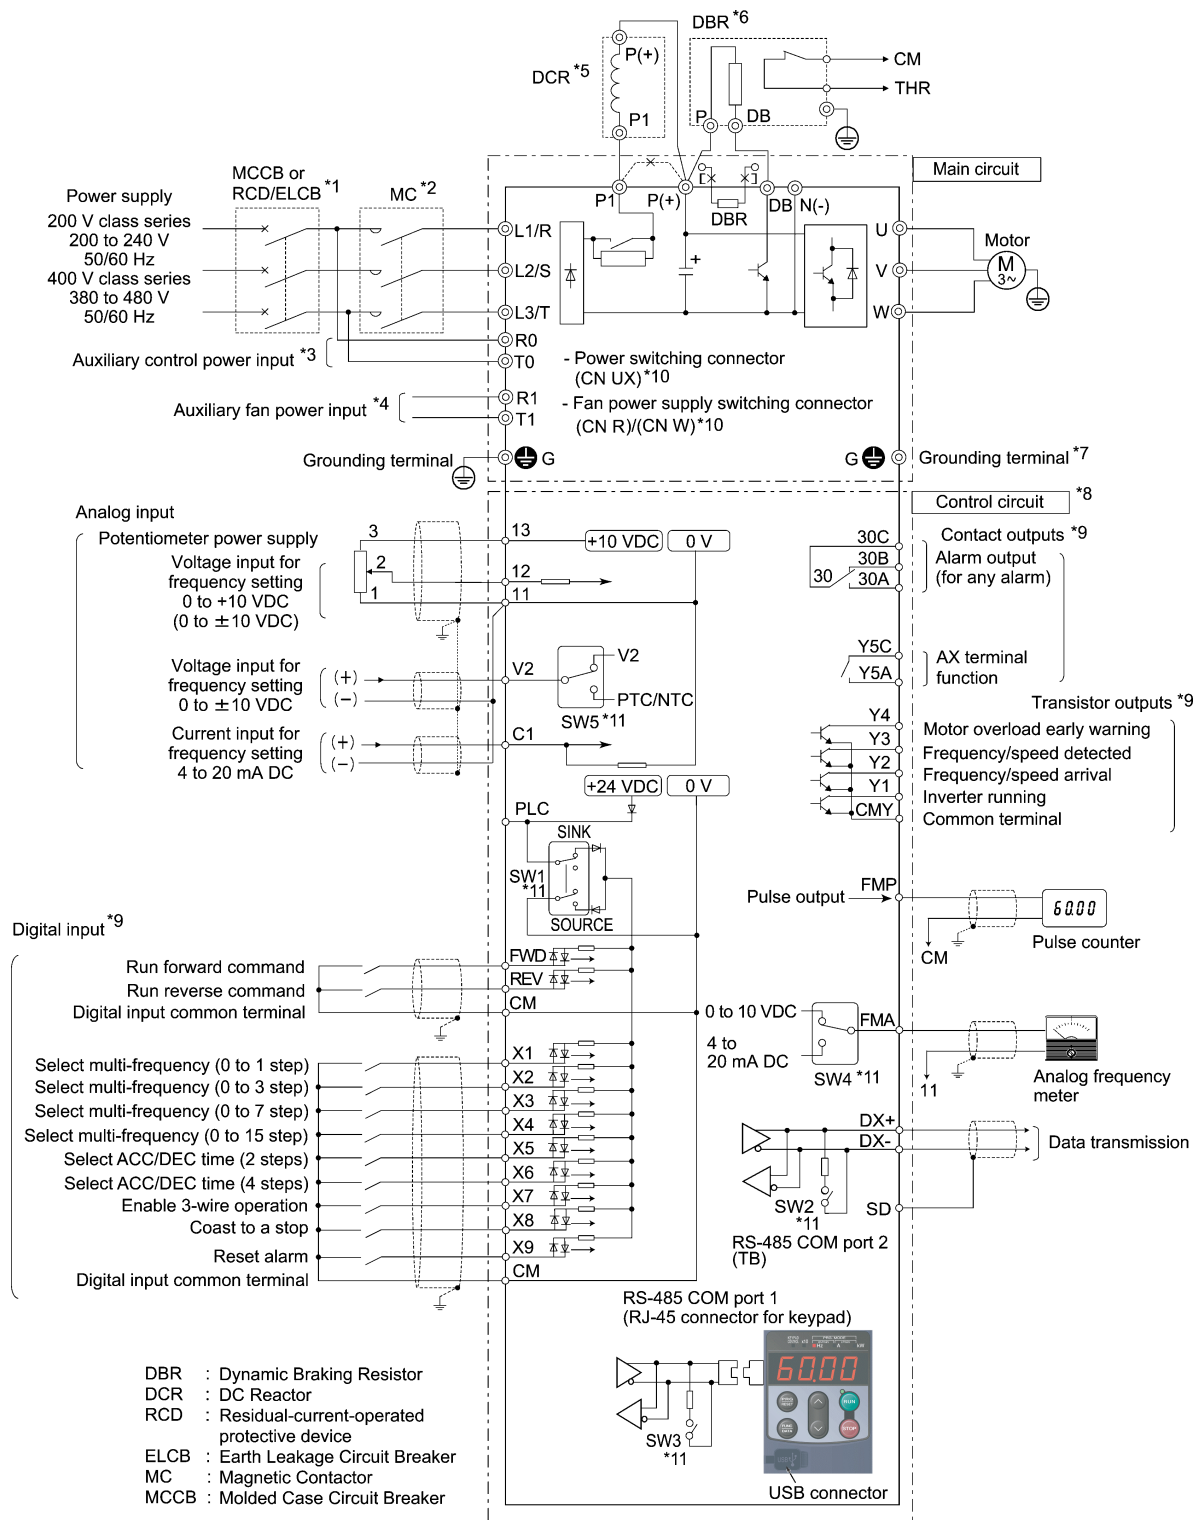 DBR *6
P(+)
DCR *5
P1
CM
THR
P
DB
Main circuit
MCCB or
RCD/ELCB *1
MC *2
Power supply
200 V class series
200 to 240 V
50/60 Hz
400 V class series
380 to 480 V
50/60 Hz
P1
P(+)
DBR
DB
N(-)
L1/R
L2/S
L3/T
R0
T0
R1
T1
U
V
W
Motor
M
3~
+
Auxiliary control power input *3
Auxiliary fan power input *4
- Power switching connector
(CN UX) *10
- Fan power supply switching connector
(CN R)/(CN W) *10
Grounding terminal
G
G
Grounding terminal *7
Control circuit
*8
Analog input
Potentiometer power supply
Voltage input for
frequency setting
0 to +10 VDC
(0 to ±10 VDC)
3
2
1
13
12
11
+10 VDC
0 V
Voltage input for
frequency setting
0 to ±10 VDC
(+)
(−)
V2
V2
PTC/NTC
SW5 *11
Current input for
frequency setting
4 to 20 mA DC
(+)
(−)
C1
+24 VDC
0 V
PLC
SINK
SW1
*11
SOURCE
Contact outputs *9
Alarm output
(for any alarm)
30C
30B
30
30A
Y5C
Y5A
AX terminal
function
Transistor outputs *9
Y4
Motor overload early warning
Y3
Frequency/speed detected
Y2
Frequency/speed arrival
Y1
Inverter running
CMY
Common terminal
Pulse output
FMP
60.00
Pulse counter
CM
Digital input *9
Run forward command
FWD
Run reverse command
REV
Digital input common terminal
CM
0 to 10 VDC
4 to
20 mA DC
SW4 *11
FMA
11
Analog frequency
meter
Select multi-frequency (0 to 1 step)
X1
Select multi-frequency (0 to 3 step)
X2
Select multi-frequency (0 to 7 step)
X3
Select multi-frequency (0 to 15 step)
X4
Select ACC/DEC time (2 steps)
X5
Select ACC/DEC time (4 steps)
X6
Enable 3-wire operation
X7
Coast to a stop
X8
Reset alarm
X9
Digital input common terminal
CM
DX+
DX-
Data transmission
SW2
*11
SD
RS-485 COM port 2
(TB)
RS-485 COM port 1
(RJ-45 connector for keypad)
SW3
*11
60.00
RUN
STOP
USB connector
DBR : Dynamic Braking Resistor
DCR : DC Reactor
RCD : Residual-current-operated
protective device
ELCB : Earth Leakage Circuit Breaker
MC : Magnetic Contactor
MCCB : Molded Case Circuit Breaker